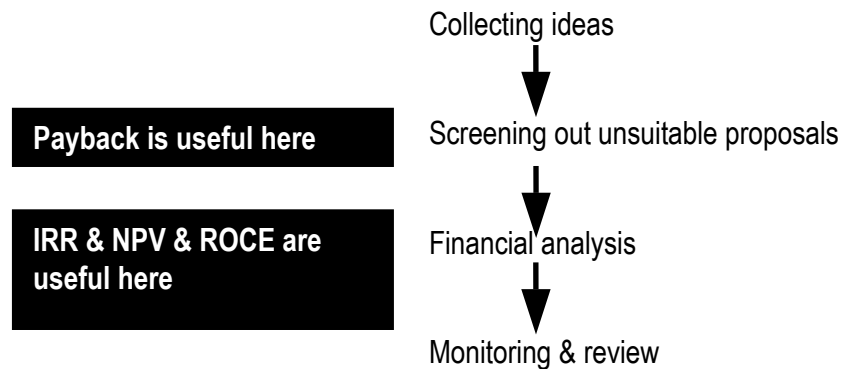 Collecting ideas
Payback is useful here
Screening out unsuitable proposals
IRR & NPV & ROCE are
useful here
Financial analysis
Monitoring & review